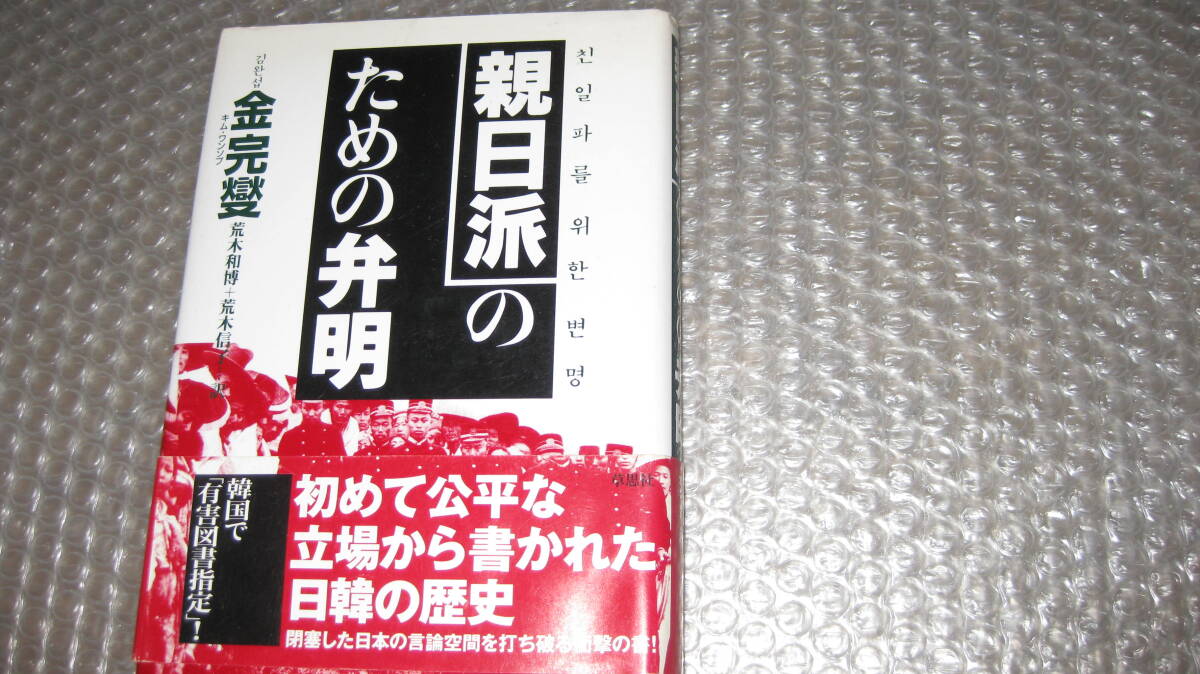 친일파를 위한 변명
親日派の
ための弁明
김완섭
金完燮
キム・ワンソプ
荒木和博+荒木信子 訳
草思社
韓国で
「有害図書指定」!
初めて公平な
立場から書かれた
日韓の歴史
閉塞した日本の言論空間を打ち破る衝撃の書!